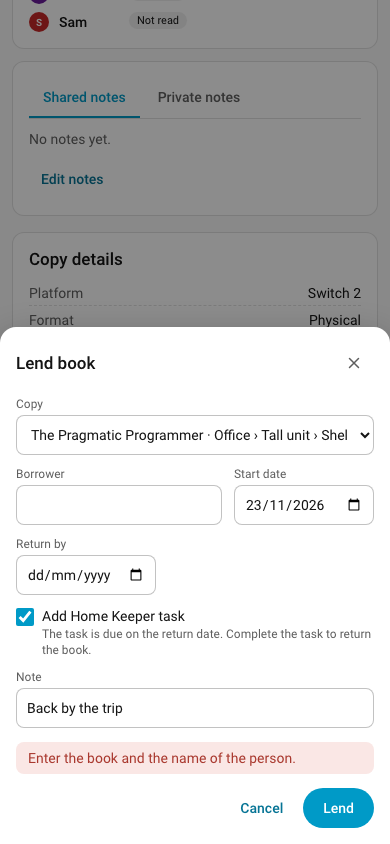 S Sam Not read
Shared notes Private notes
No notes yet.
Edit notes
Copy details
Platform Switch 2
Format Physical
Lend book
Copy
The Pragmatic Programmer · Office › Tall unit › Shel
Borrower Start date
23/11/2026
Return by
dd/mm/yyyy
Add Home Keeper task
The task is due on the return date. Complete the task to return
the book.
Note
Back by the trip
Enter the book and the name of the person.
Cancel Lend